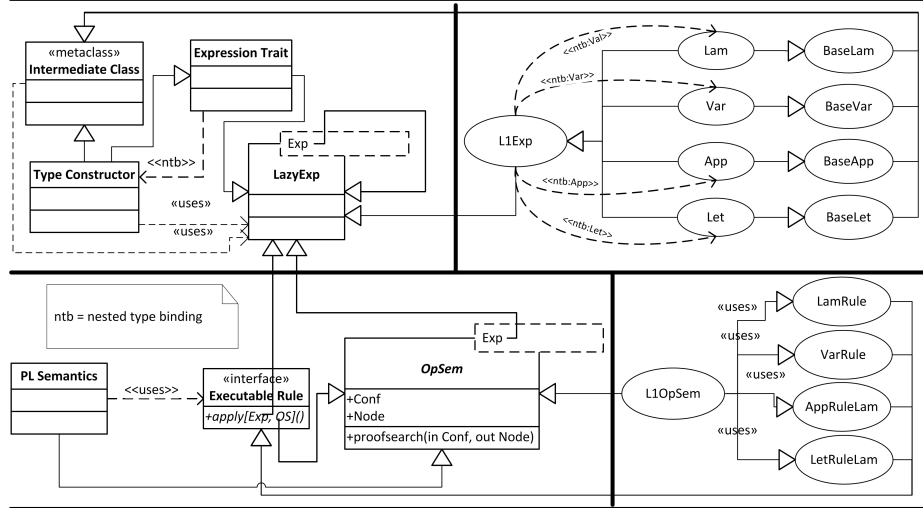 «metaclass»
Intermediate Class
Expression Trait
<<ntb>>
Type Constructor
«uses»
«uses»
Exp
LazyExp
L1Exp
<<ntb:Val>>
<<ntb:Var>>
<<ntb:App>>
<<ntb:Let>>
Lam
BaseLam
Var
BaseVar
App
BaseApp
Let
BaseLet
ntb = nested type binding
PL Semantics
<<uses>>
«interface»
Executable Rule
+apply[Exp, OS]()
Exp
OpSem
+Conf
+Node
+proofsearch(in Conf, out Node)
L1OpSem
«uses»
«uses»
«uses»
«uses»
LamRule
VarRule
AppRuleLam
LetRuleLam